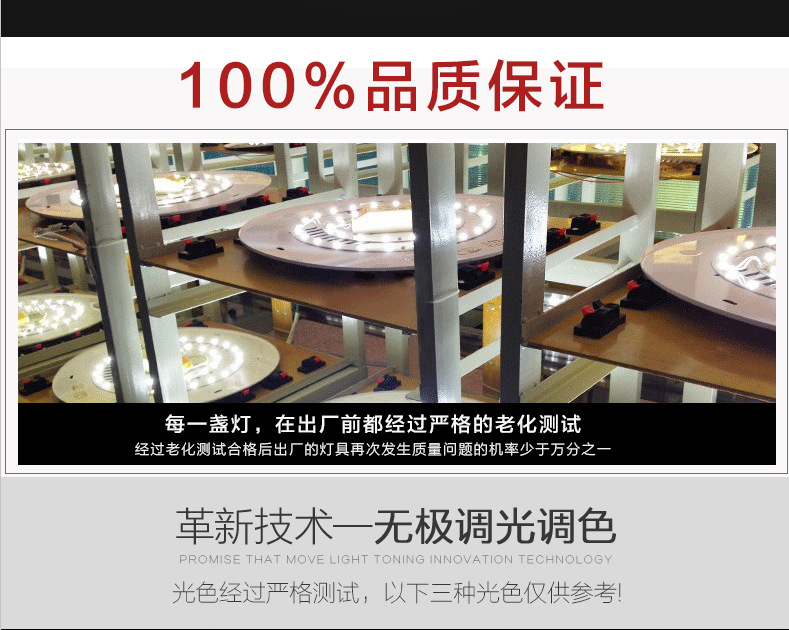 100%品质保证
每一盏灯，在出厂前都经过严格的老化测试
经过老化测试合格后出厂的灯具再次发生质量问题的机率少于万分之一
革新技术—无极调光调色
PROMISE THAT MOVE LIGHT TONING INNOVATION TECHNOLOGY
光色经过严格测试，以下三种光色仅供参考!